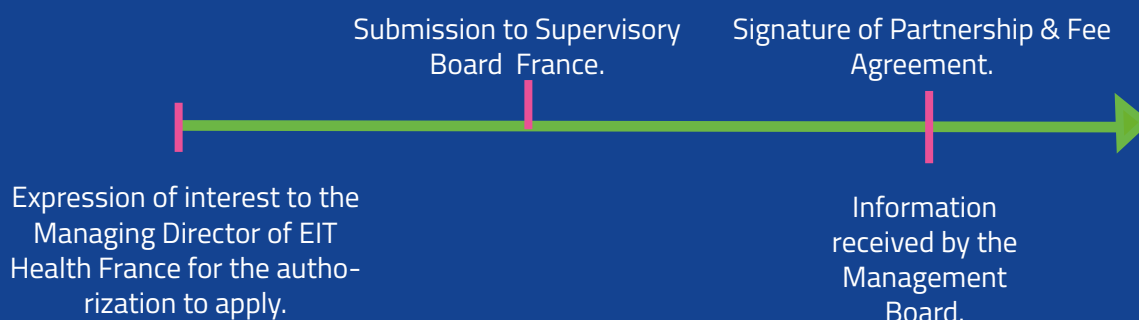 Submission to Supervisory
Board France.
Signature of Partnership & Fee
Agreement.
Expression of interest to the
Managing Director of EIT
Health France for the autho-
rization to apply.
Information
received by the
Management
Board.